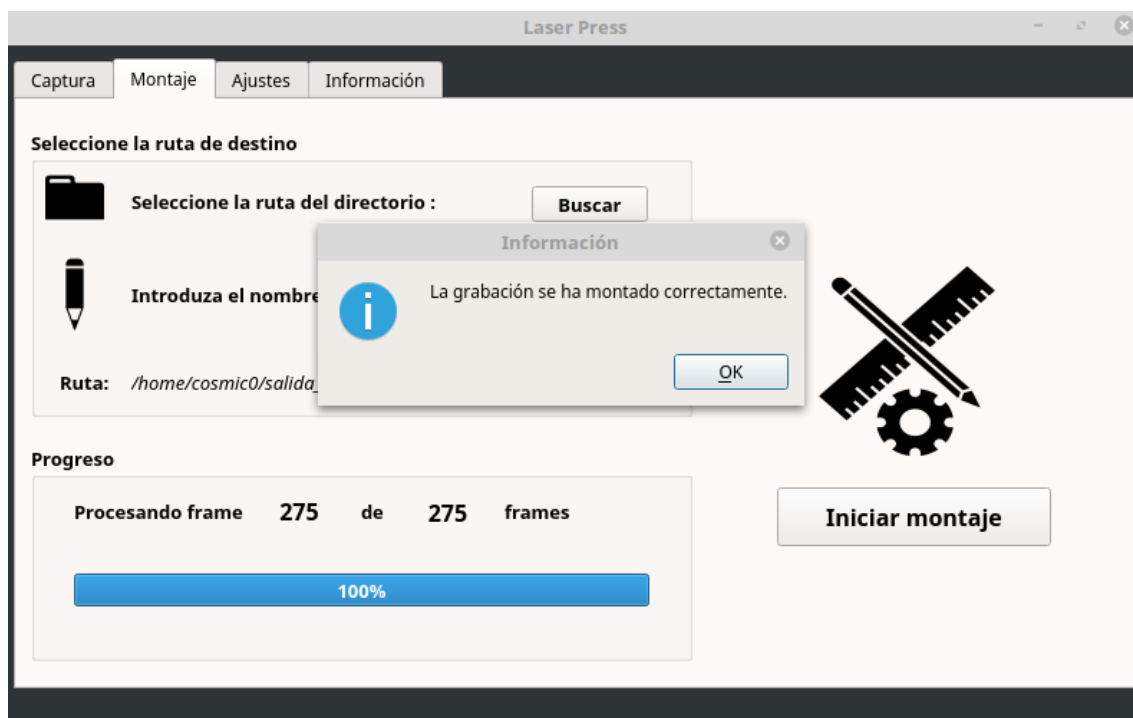 Laser Press
Captura Montaje Ajustes Información
Seleccione la ruta de destino
Seleccione la ruta del directorio :
Buscar
Información
La grabación se ha montado correctamente.
OK
Introduza el nombre
Ruta: /home/cosmic0/salida_
Progreso
Procesando frame 275 de 275 frames
100%
Iniciar montaje